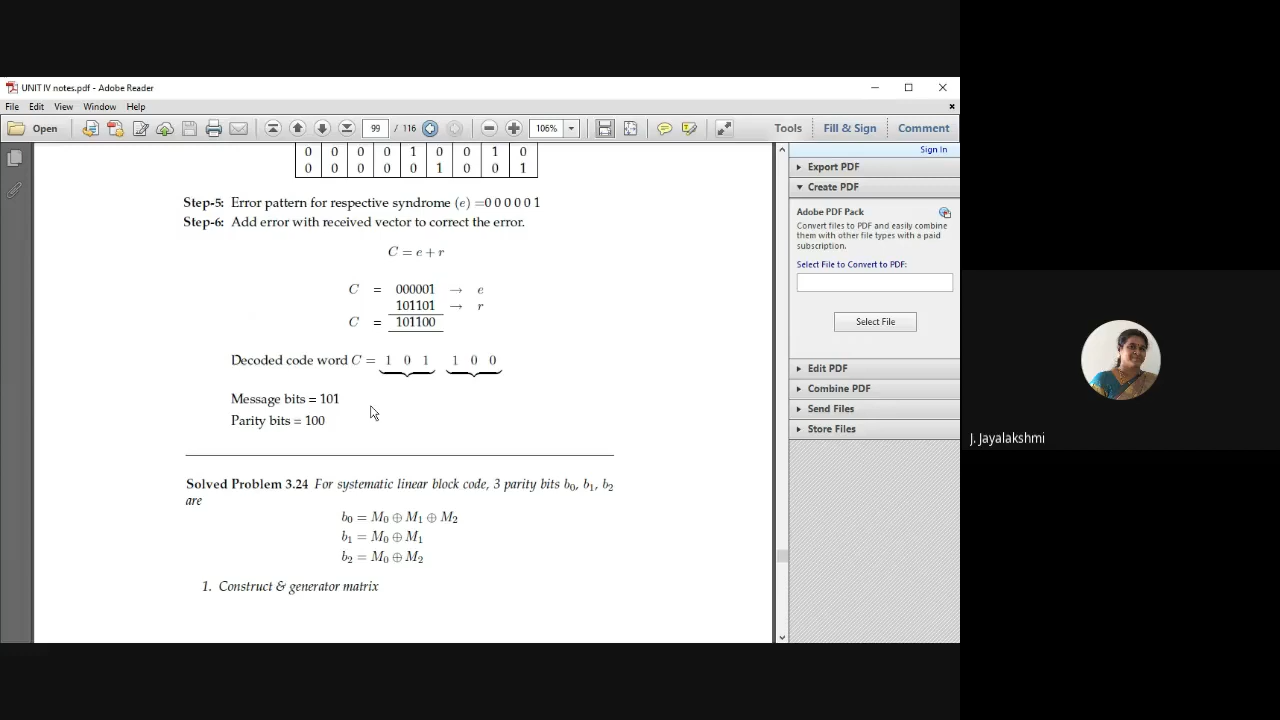 UNIT IV notes.pdf - Adobe Reader
File Edit View Window Help
Open 99 / 116 106% Tools Fill & Sign Comment
Sign In
Export PDF
Create PDF
Adobe PDF Pack
Convert files to PDF and easily combine
them with other file types with a paid
subscription.
Select File to Convert to PDF:
Select File
Edit PDF
Combine PDF
Send Files
Store Files
0 0 0 0 1 0 0 1 0
0 0 0 0 0 1 0 0 1
Step-5: Error pattern for respective syndrome (e) =0 0 0 0 0 1
Step-6: Add error with received vector to correct the error.
C = e + r
C = 000001 → e
101101 → r
C = 101100
Decoded code word C = 1 0 1 1 0 0
Message bits = 101
Parity bits = 100
Solved Problem 3.24 For systematic linear block code, 3 parity bits b₀, b₁, b₂
are
b₀ = M₀ ⊕ M₁ ⊕ M₂
b₁ = M₀ ⊕ M₁
b₂ = M₀ ⊕ M₂
1. Construct & generator matrix
J. Jayalakshmi